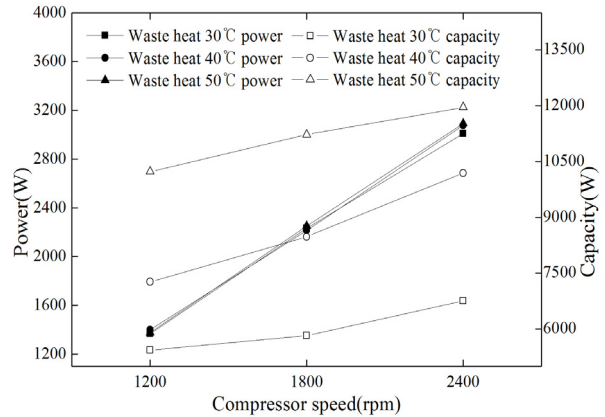 4000
3600
3200
2800
2400
2000
1600
1200
Power(W)
Waste heat 30℃ power
Waste heat 40℃ power
Waste heat 50℃ power
Waste heat 30℃ capacity
Waste heat 40℃ capacity
Waste heat 50℃ capacity
13500
12000
10500
9000
7500
6000
Capacity(W)
1200
1800
2400
Compressor speed(rpm)